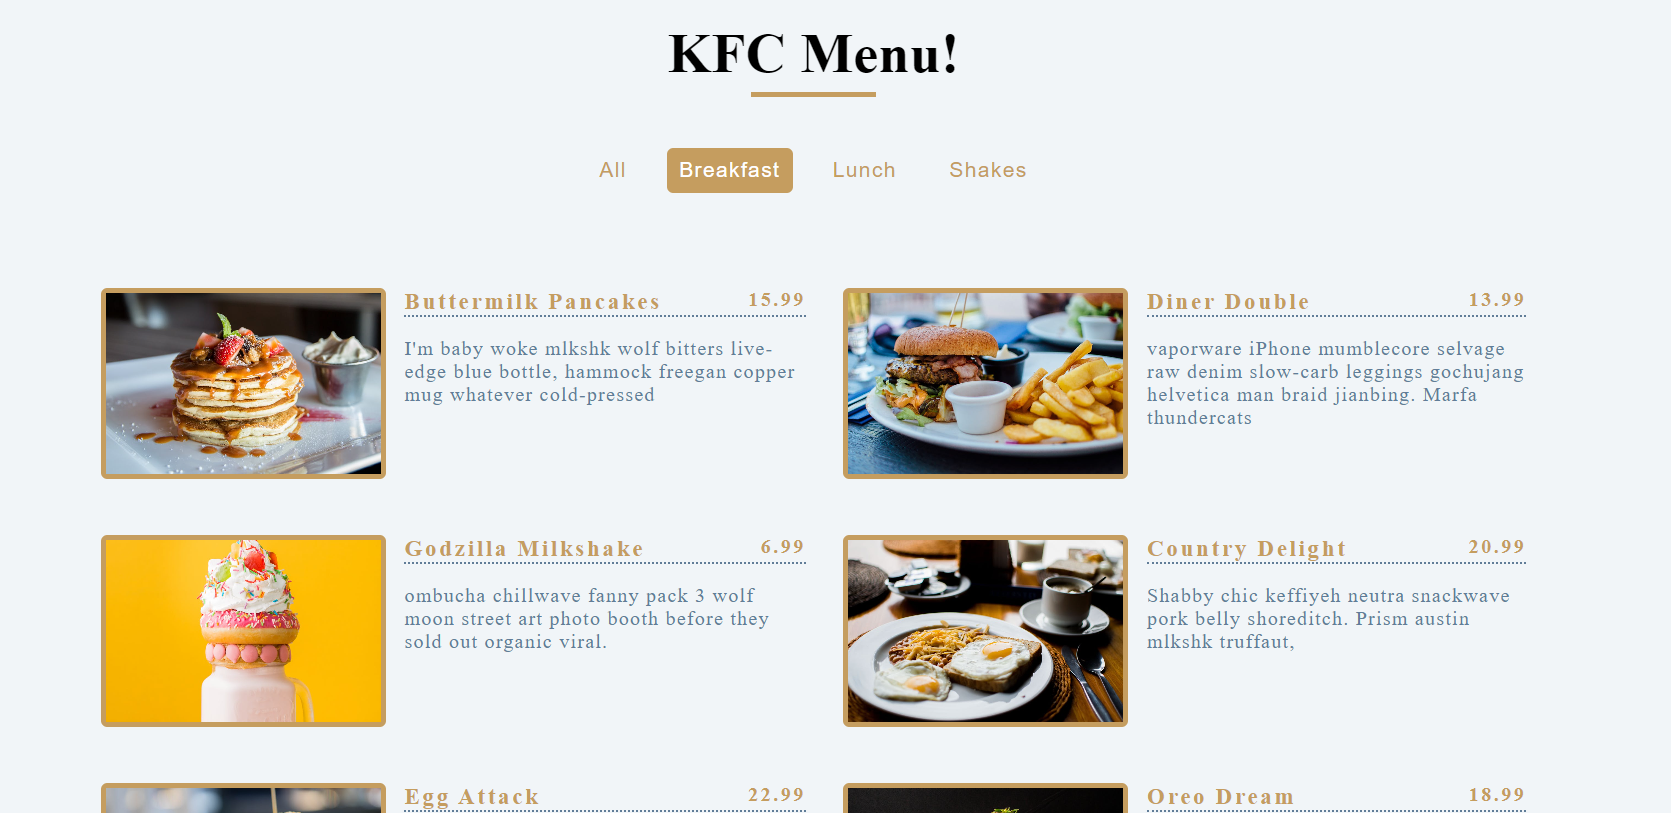 KFC Menu!
All Breakfast Lunch Shakes
Buttermilk Pancakes 15.99
I'm baby woke mlkshk wolf bitters live-
edge blue bottle, hammock freegan copper
mug whatever cold-pressed
Diner Double 13.99
vaporware iPhone mumblecore selvage
raw denim slow-carb leggings gochujang
helvetica man braid jianbing. Marfa
thundercats
Godzilla Milkshake 6.99
ombucha chillwave fanny pack 3 wolf
moon street art photo booth before they
sold out organic viral.
Country Delight 20.99
Shabby chic keffiyeh neutra snackwave
pork belly shoreditch. Prism austin
mlkshk truffaut,
Egg Attack 22.99
Oreo Dream 18.99